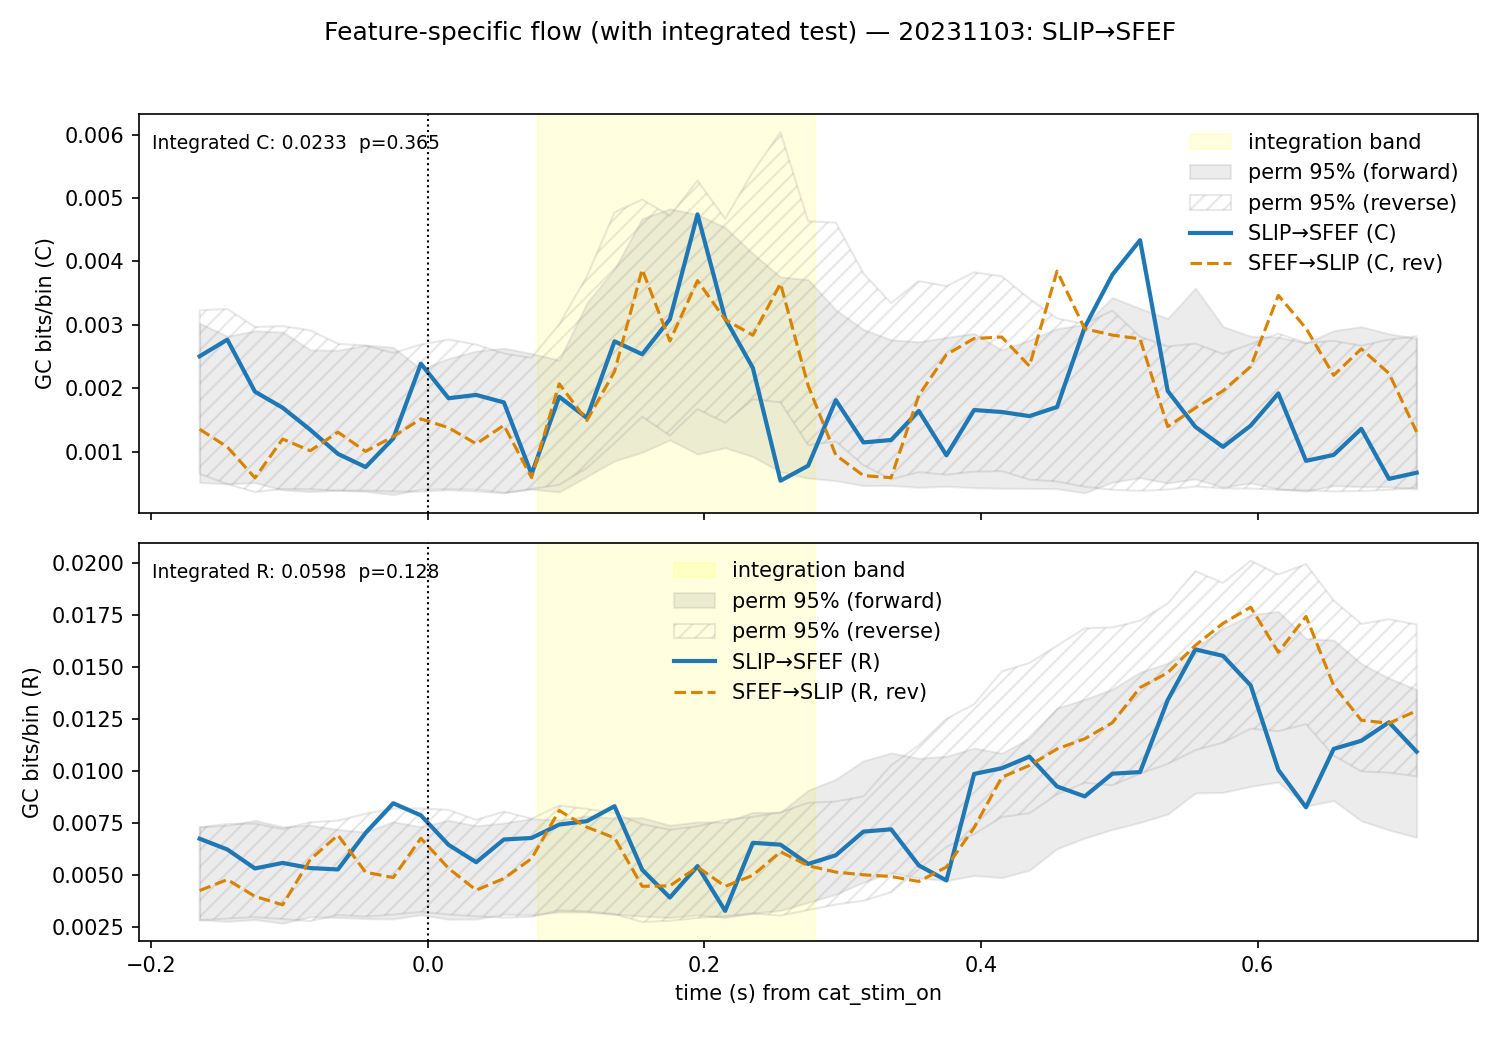 Feature-specific flow (with integrated test) — 20231103: SLIP→SFEF
Integrated C: 0.0233  p=0.365
integration band
perm 95% (forward)
perm 95% (reverse)
SLIP→SFEF (C)
SFEF→SLIP (C, rev)
GC bits/bin (C)
0.006
0.005
0.004
0.003
0.002
0.001
Integrated R: 0.0598  p=0.128
integration band
perm 95% (forward)
perm 95% (reverse)
SLIP→SFEF (R)
SFEF→SLIP (R, rev)
GC bits/bin (R)
0.0200
0.0175
0.0150
0.0125
0.0100
0.0075
0.0050
0.0025
−0.2
0.0
0.2
0.4
0.6
time (s) from cat_stim_on